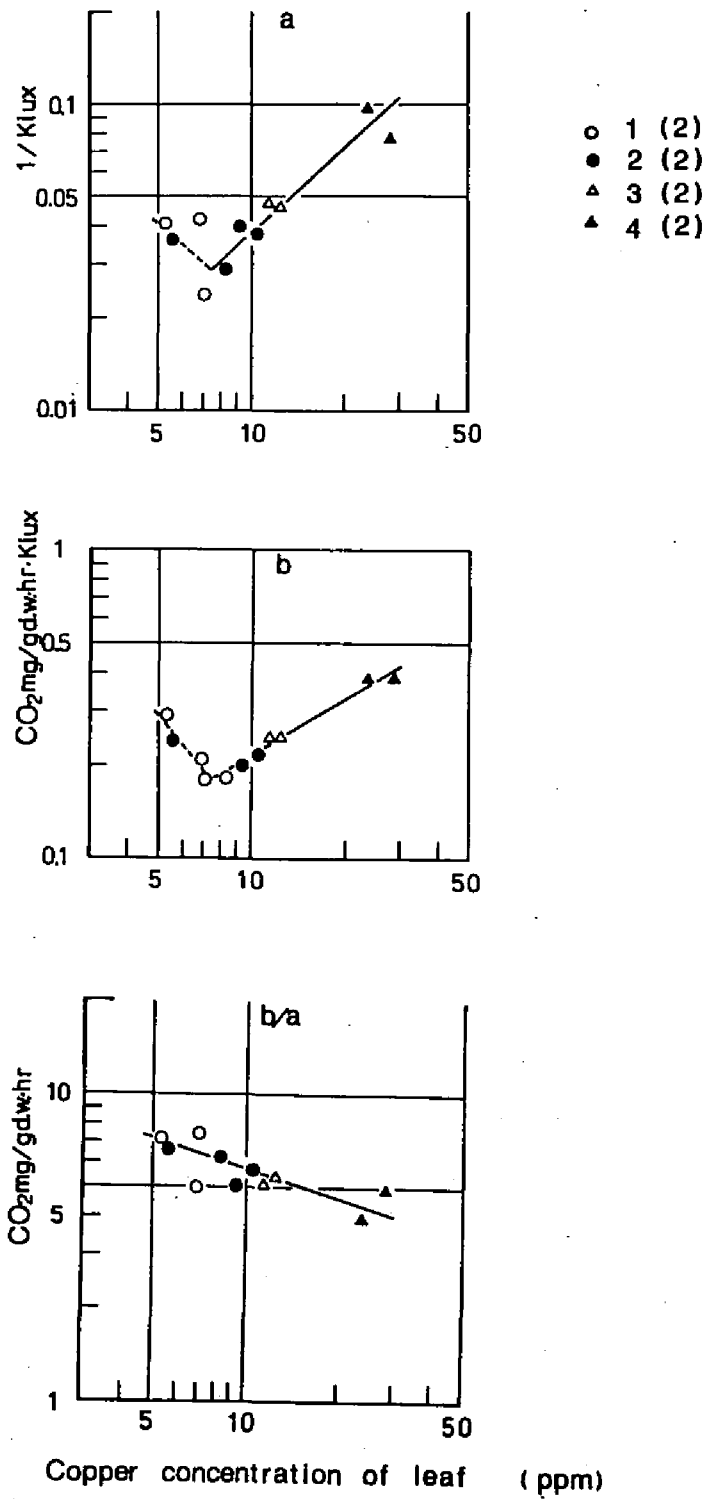 a
1/Klux
0.1
0.05
0.01
5 10 50
○ 1 (2)
● 2 (2)
△ 3 (2)
▲ 4 (2)
b
CO₂mg/gd.w.hr.Klux
1
0.5
0.1
5 10 50
b/a
CO₂mg/gd.w.hr
10
5
1
5 10 50
Copper concentration of leaf (ppm)